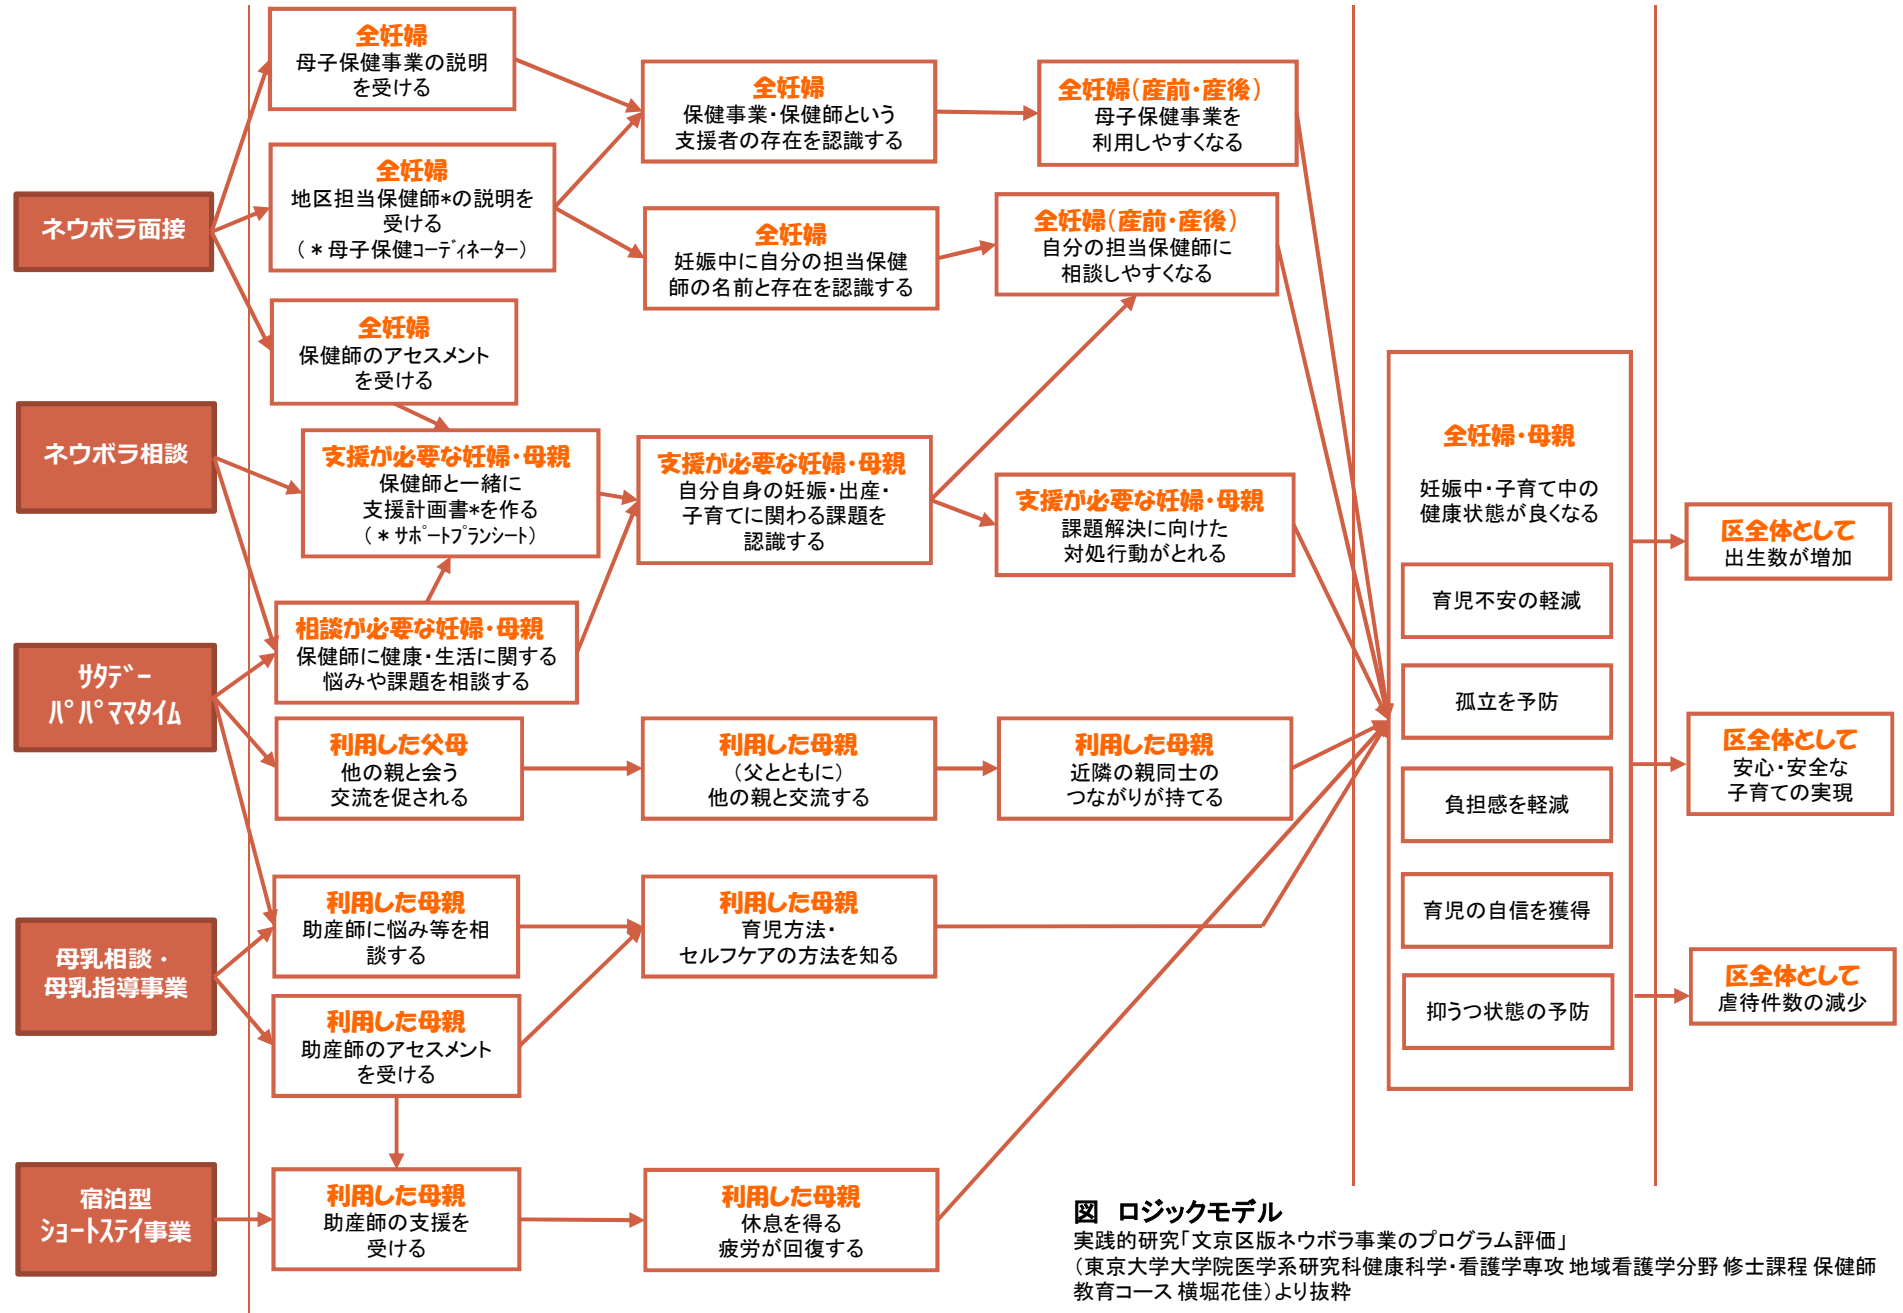 ネウボラ面接
ネウボラ相談
サタデー
パパママタイム
母乳相談・
母乳指導事業
宿泊型
ショートステイ事業
全妊婦
母子保健事業の説明
を受ける
全妊婦
地区担当保健師*の説明を
受ける
(＊母子保健コーディネーター)
全妊婦
保健師のアセスメント
を受ける
支援が必要な妊婦・母親
保健師と一緒に
支援計画書*を作る
(＊サポートプランシート)
相談が必要な妊婦・母親
保健師に健康・生活に関する
悩みや課題を相談する
利用した父母
他の親と会う
交流を促される
利用した母親
助産師に悩み等を相
談する
利用した母親
助産師のアセスメント
を受ける
利用した母親
助産師の支援を
受ける
全妊婦
保健事業・保健師という
支援者の存在を認識する
全妊婦
妊娠中に自分の担当保健
師の名前と存在を認識する
支援が必要な妊婦・母親
自分自身の妊娠・出産・
子育てに関わる課題を
認識する
利用した母親
(父とともに)
他の親と交流する
利用した母親
育児方法・
セルフケアの方法を知る
利用した母親
休息を得る
疲労が回復する
全妊婦(産前・産後)
母子保健事業を
利用しやすくなる
全妊婦(産前・産後)
自分の担当保健師に
相談しやすくなる
支援が必要な妊婦・母親
課題解決に向けた
対処行動がとれる
利用した母親
近隣の親同士の
つながりが持てる
全妊婦・母親
妊娠中・子育て中の
健康状態が良くなる
育児不安の軽減
孤立を予防
負担感を軽減
育児の自信を獲得
抑うつ状態の予防
区全体として
出生数が増加
区全体として
安心・安全な
子育ての実現
区全体として
虐待件数の減少
図　ロジックモデル
実践的研究「文京区版ネウボラ事業のプログラム評価」
(東京大学大学院医学系研究科健康科学・看護学専攻 地域看護学分野 修士課程 保健師
教育コース 横堀花佳)より抜粋